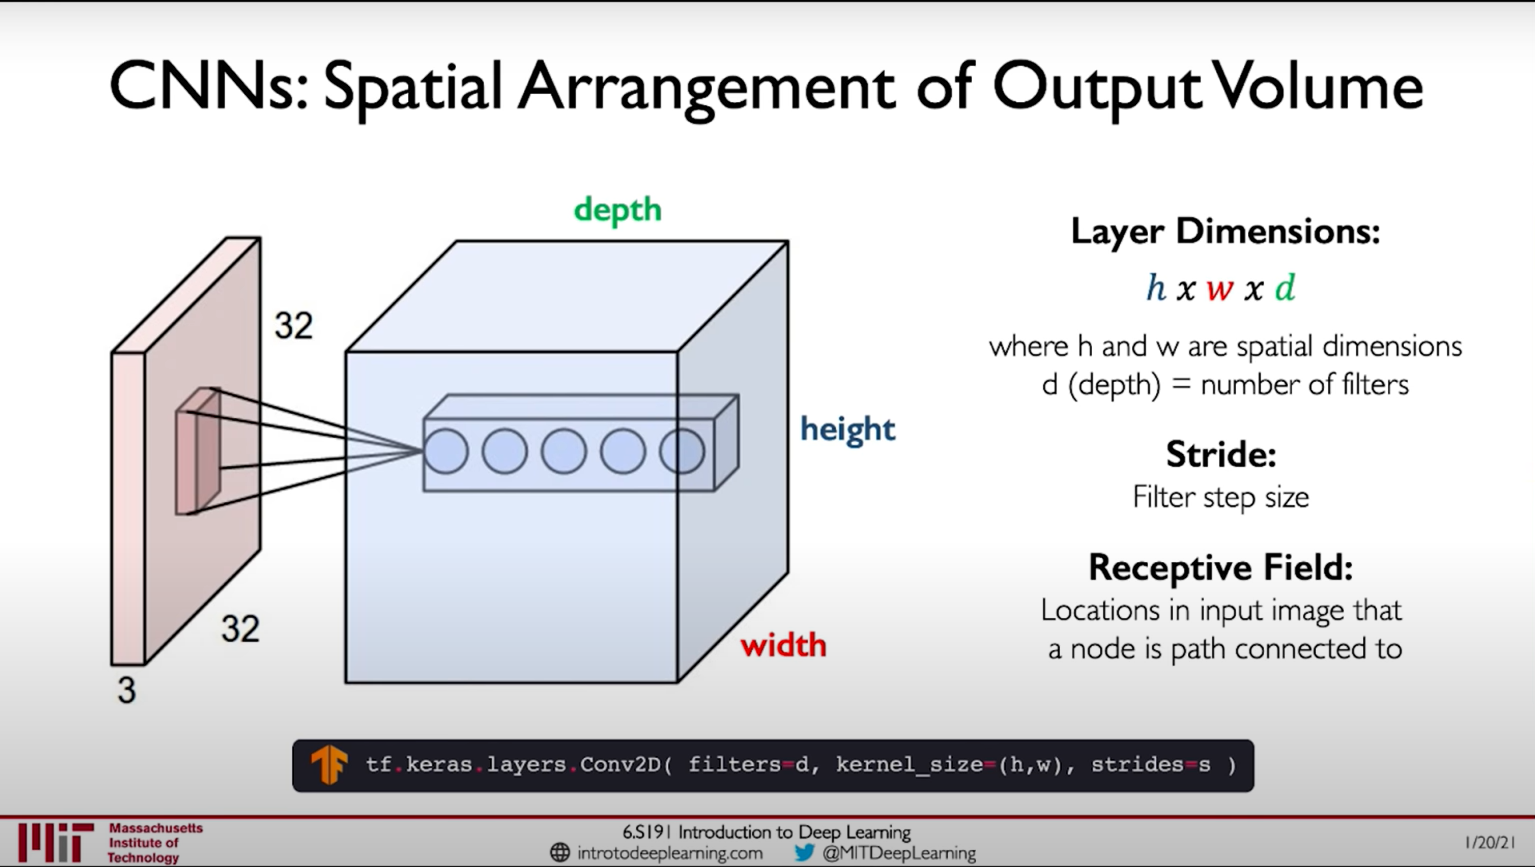 CNNs: Spatial Arrangement of Output Volume
depth
32
height
32
width
3
Layer Dimensions:
h x w x d
where h and w are spatial dimensions
d (depth) = number of filters
Stride:
Filter step size
Receptive Field:
Locations in input image that
a node is path connected to
tf.keras.layers.Conv2D( filters=d, kernel_size=(h,w), strides=s )
Massachusetts
Institute of
Technology
6.S191 Introduction to Deep Learning
introtodeeplearning.com @MITDeepLearning
1/20/21